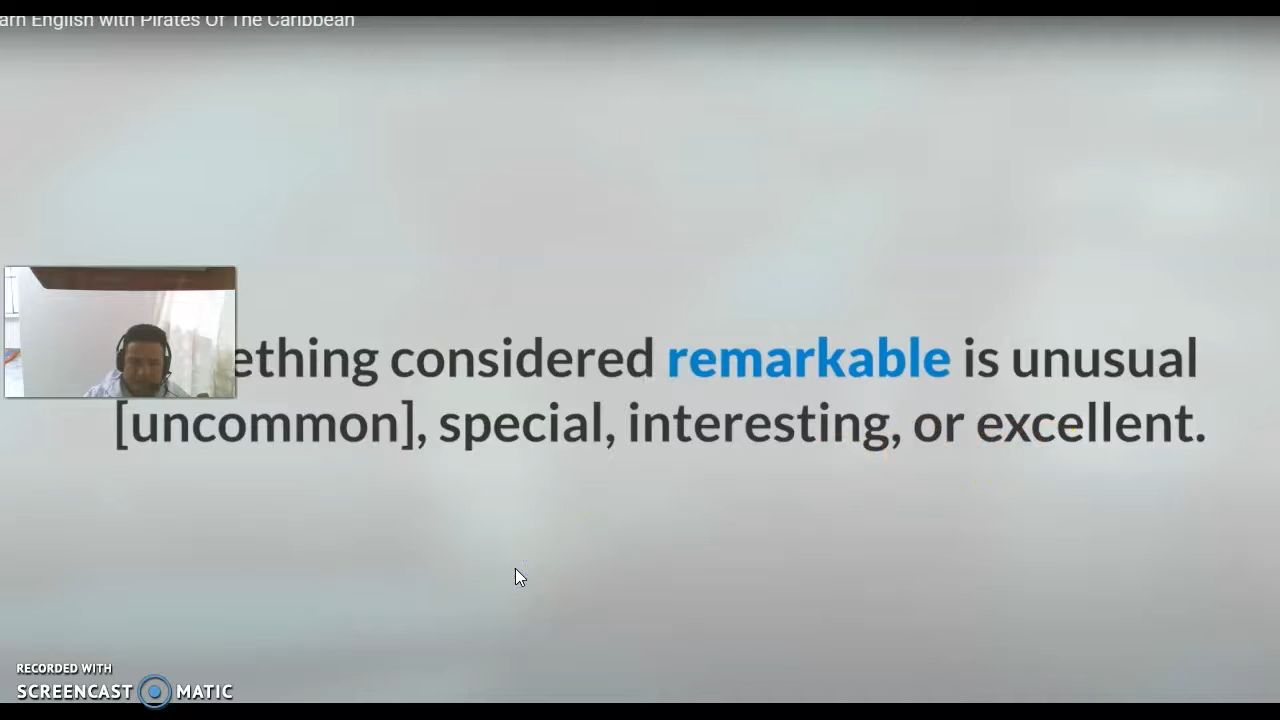 arn English with Pirates Of The Caribbean
ething considered remarkable is unusual
[uncommon], special, interesting, or excellent.
RECORDED WITH
SCREENCAST MATIC